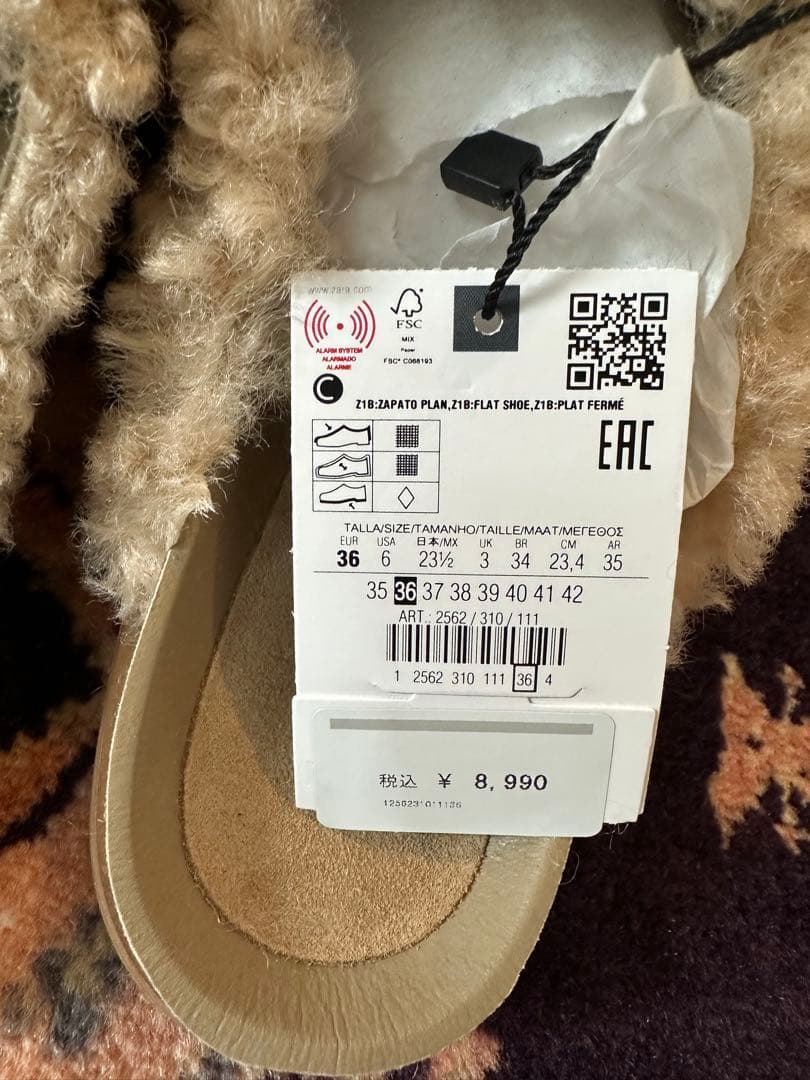 www.zara.com
FSC
MIX
Paper
FSC® C068193
ALARM SYSTEM
ALARMADO
ALARME
C
Z1B:ZAPATO PLAN,Z1B:FLAT SHOE,Z1B:PLAT FERMÉ
EAC
TALLA/SIZE/TAMANHO/TAILLE/MAAT/ΜΕΓΕΘΟΣ
EUR USA 日本/MX UK BR CM AR
36 6 23½ 3 34 23,4 35
35 36 37 38 39 40 41 42
ART.: 2562 / 310 / 111
1 2562 310 111 36 4
税込 ¥ 8,990